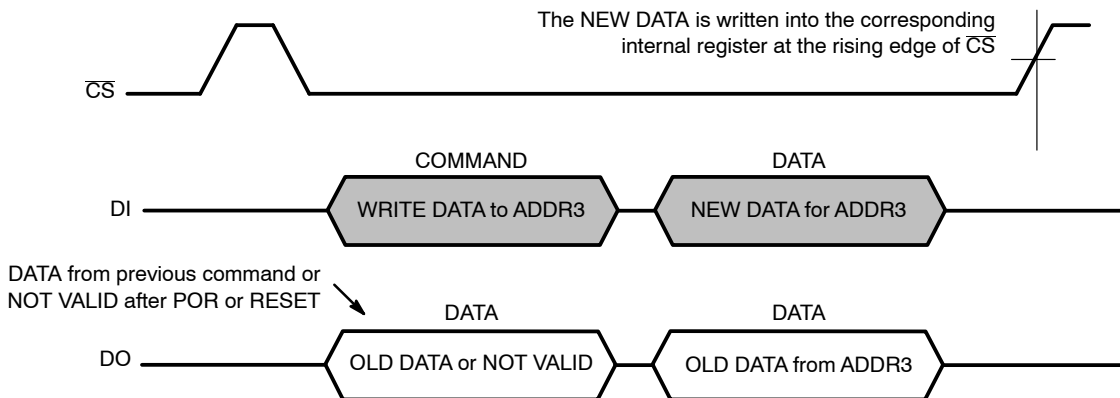 The NEW DATA is written into the corresponding
internal register at the rising edge of C̅S̅
C̅S̅
COMMAND
DATA
DI
WRITE DATA to ADDR3
NEW DATA for ADDR3
DATA from previous command or
NOT VALID after POR or RESET
DATA
DATA
DO
OLD DATA or NOT VALID
OLD DATA from ADDR3